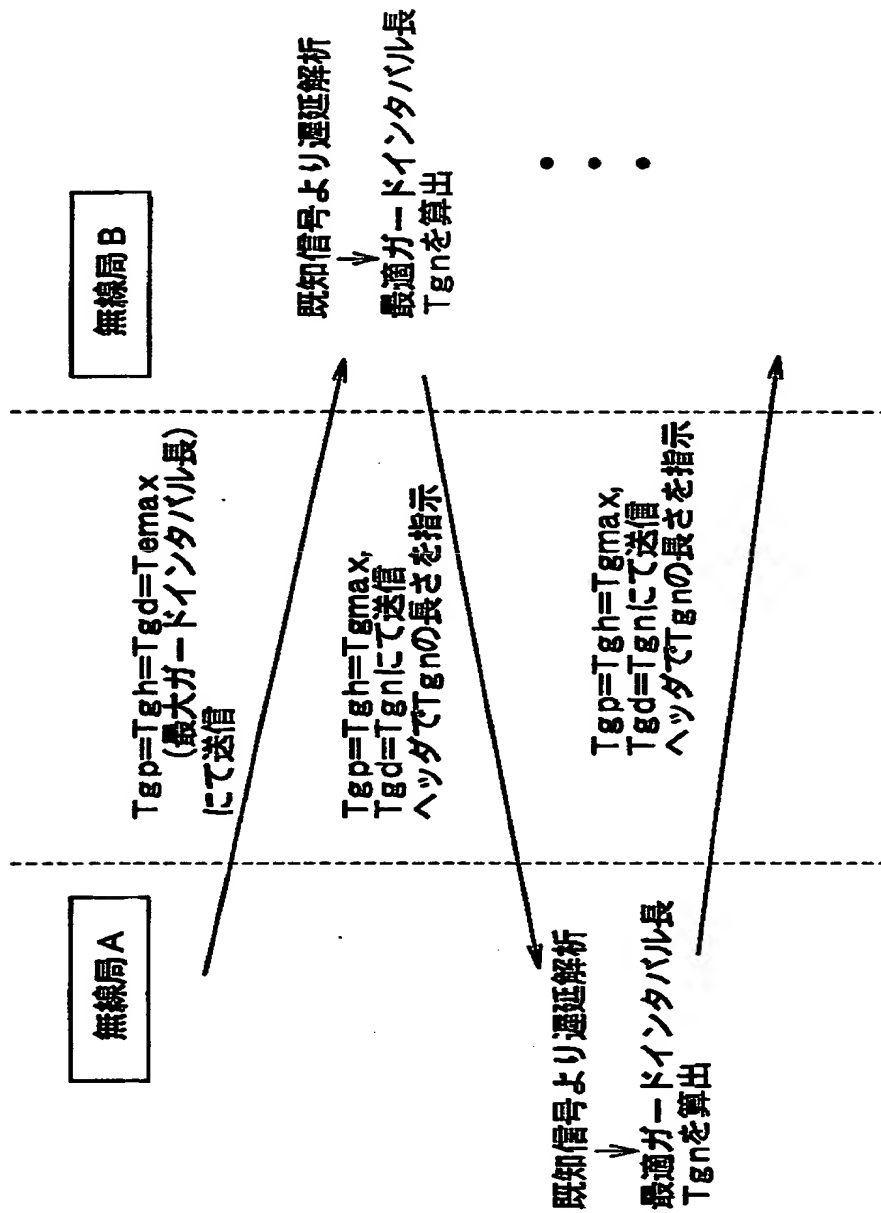 無線局A
無線局B
Tgp=Tgh=Tgd=Temax
(最大ガードインタバル長)
にて送信
既知信号より遅延解析
↓
最適ガードインタバル長
Tgnを算出
Tgp=Tgh=Tgmax,
Tgd=Tgnにて送信
ヘッダでTgnの長さを指示
既知信号より遅延解析
↓
最適ガードインタバル長
Tgnを算出
Tgp=Tgh=Tgmax,
Tgd=Tgnにて送信
ヘッダでTgnの長さを指示